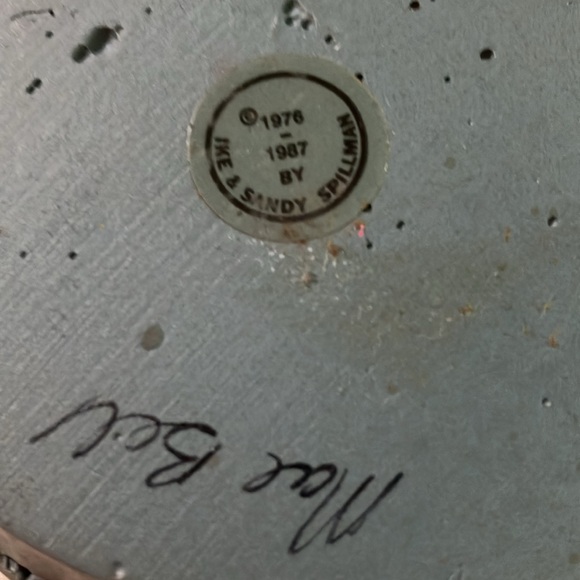 © 1976
-
1987
BY
IKE & SANDY SPILLMAN
Mae Bell